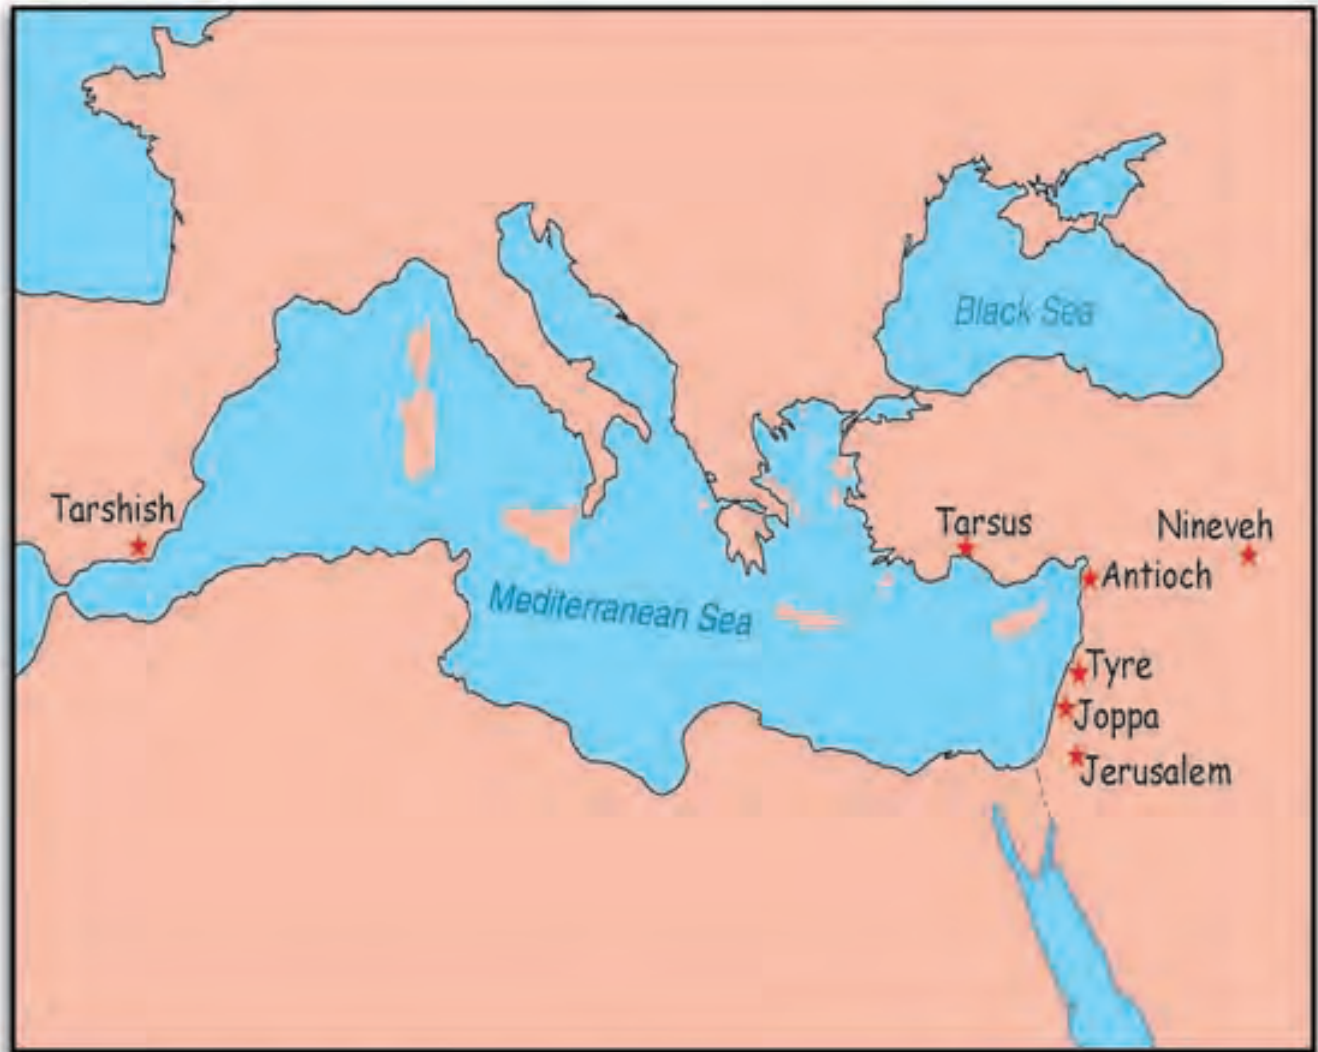 Black Sea
Tarshish
Tarsus
Nineveh
Antioch
Mediterranean Sea
Tyre
Joppa
Jerusalem